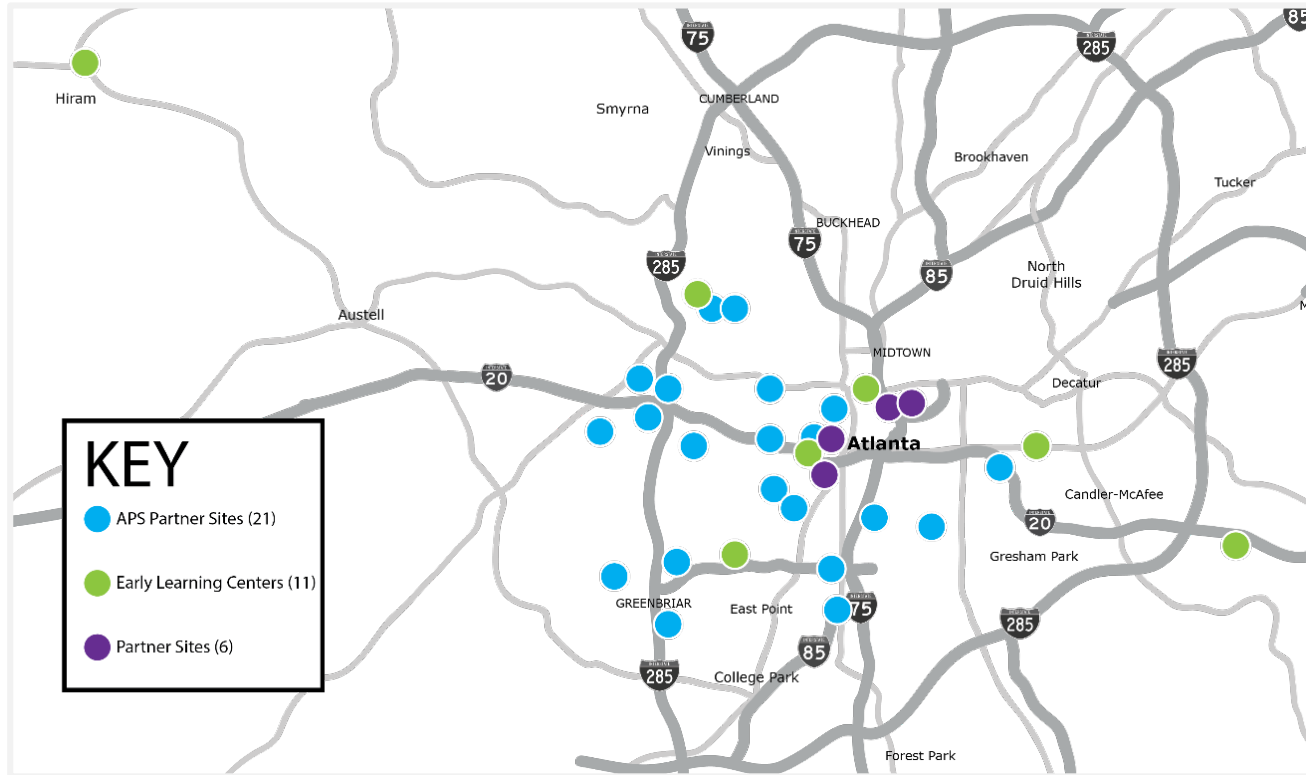 85
75
285
Hiram
CUMBERLAND
Smyrna
Vinings
Brookhaven
Tucker
BUCKHEAD
75
285
85
North
Druid Hills
Austell
MIDTOWN
285
20
Decatur
Atlanta
KEY
APS Partner Sites (21)
Early Learning Centers (11)
Partner Sites (6)
Candler-McAfee
20
Gresham Park
GREENBRIAR
East Point
75
285
85
285
College Park
Forest Park